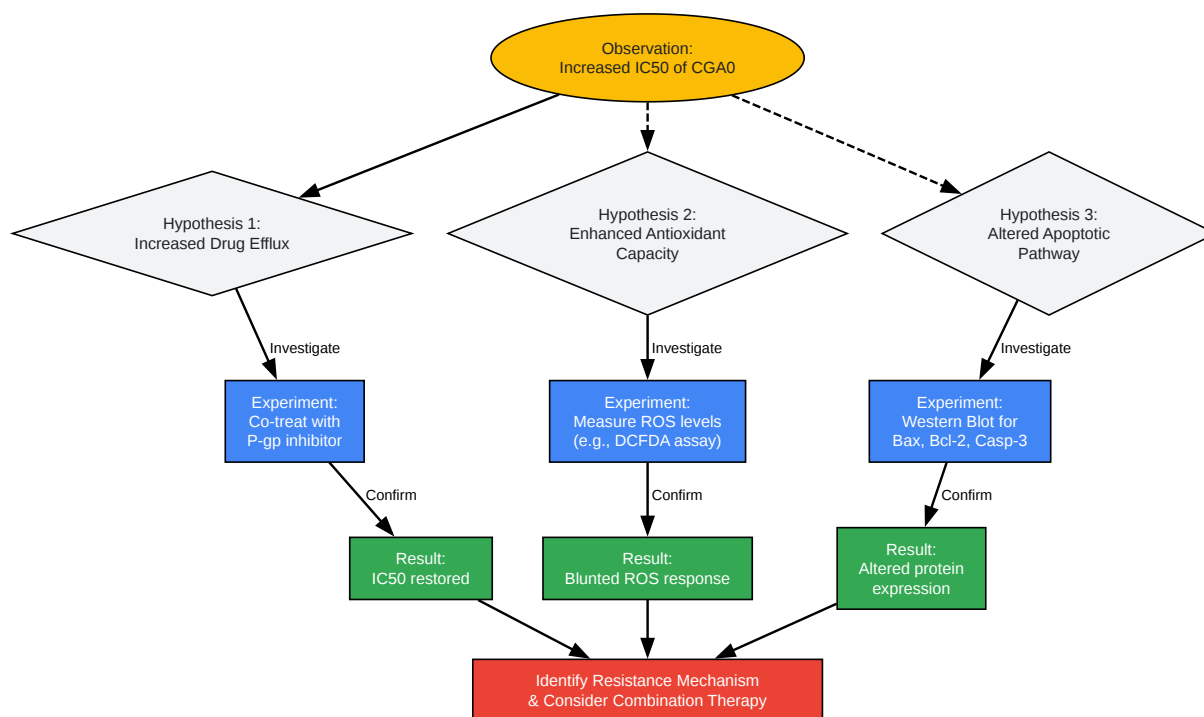 Observation:
Increased IC50 of CGA0
Hypothesis 1:
Increased Drug Efflux
Hypothesis 2:
Enhanced Antioxidant
Capacity
Hypothesis 3:
Altered Apoptotic
Pathway
Investigate
Investigate
Investigate
Experiment:
Co-treat with
P-gp inhibitor
Experiment:
Measure ROS levels
(e.g., DCFDA assay)
Experiment:
Western Blot for
Bax, Bcl-2, Casp-3
Confirm
Confirm
Confirm
Result:
IC50 restored
Result:
Blunted ROS response
Result:
Altered protein
expression
Identify Resistance Mechanism
& Consider Combination Therapy